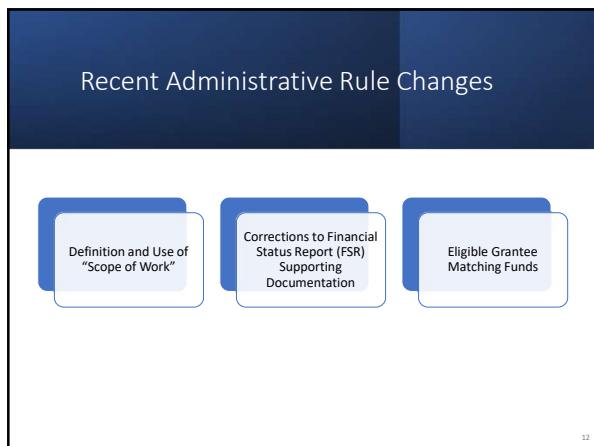 Recent Administrative Rule Changes
Definition and Use of
“Scope of Work”
Corrections to Financial
Status Report (FSR)
Supporting
Documentation
Eligible Grantee
Matching Funds
12